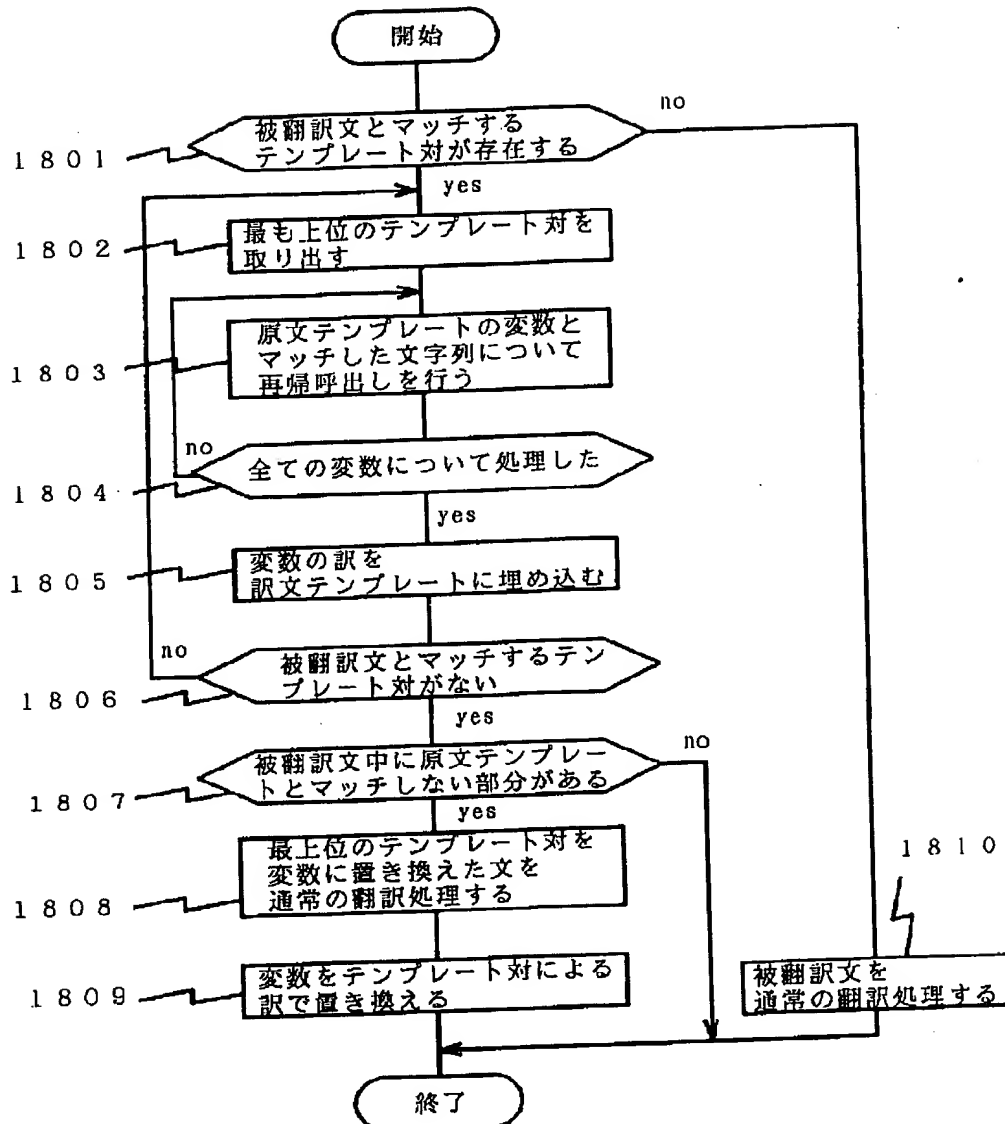 開始
no
被翻訳文とマッチする
テンプレート対が存在する
1801
yes
最も上位のテンプレート対を
取り出す
1802
原文テンプレートの変数と
マッチした文字列について
再帰呼出しを行う
1803
no
全ての変数について処理した
1804
yes
変数の訳を
訳文テンプレートに埋め込む
1805
no
被翻訳文とマッチするテン
プレート対がない
1806
yes
no
被翻訳文中に原文テンプレー
トとマッチしない部分がある
1807
yes
最上位のテンプレート対を
変数に置き換えた文を
通常の翻訳処理する
1808
1810
変数をテンプレート対による
訳で置き換える
1809
被翻訳文を
通常の翻訳処理する
終了